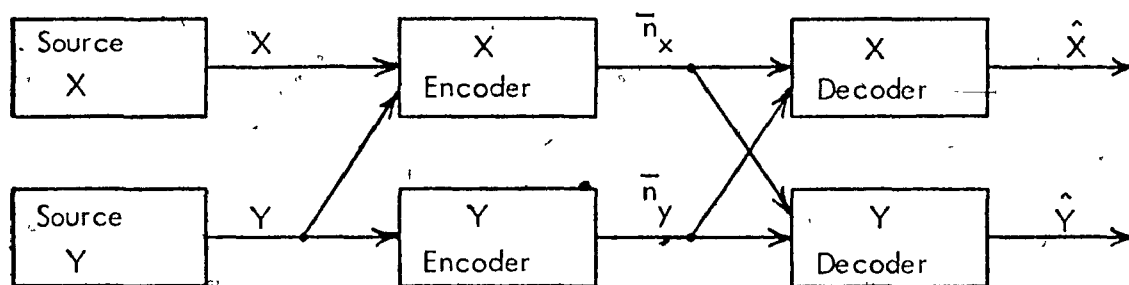 Source
X
X
X
Encoder
n̅x
X
Decoder
X̂
Source
Y
Y
Y
Encoder
n̅y
Y
Decoder
Ŷ